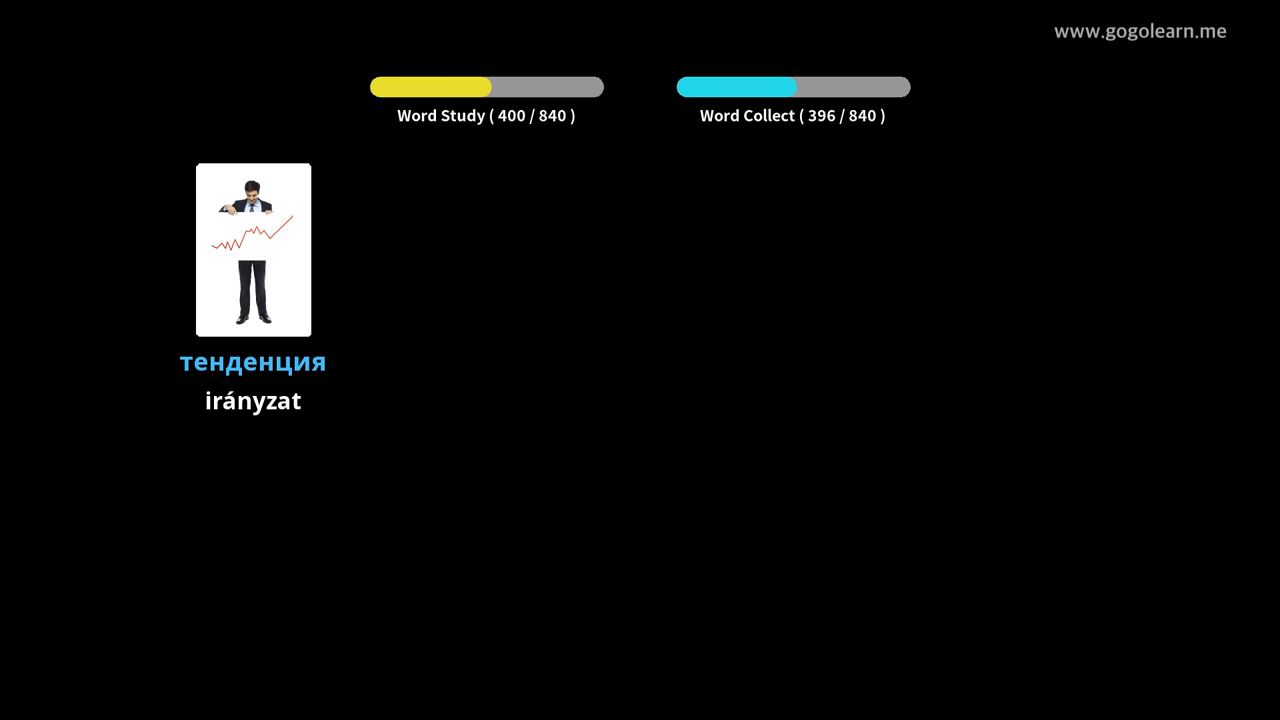 www.gogolearn.me
Word Study ( 400 / 840 )
Word Collect ( 396 / 840 )
тенденция
irányzat